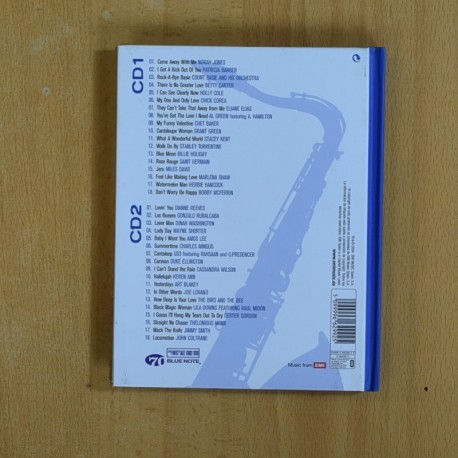 CD1
01. Come Away With Me NORAH JONES
02. I Get A Kick Out Of You PATRICIA BARBER
03. Rock-A-Bye Basie COUNT BASIE AND HIS ORCHESTRA
04. There Is No Greater Love BETTY CARTER
05. I Can See Clearly Now HOLLY COLE
06. My One And Only Love CHICK COREA
07. They Can't Take That Away From Me ELIANE ELIAS
08. You've Got The Love I Need AL GREEN featuring A. HAMILTON
09. My Funny Valentine CHET BAKER
10. Cantaloupe Woman GRANT GREEN
11. What A Wonderful World STACEY KENT
12. Walk On By STANLEY TURRENTINE
13. Blue Moon BILLIE HOLIDAY
14. Rose Rouge SAINT GERMAIN
15. Jeru MILES DAVIS
16. Feel Like Making Love MARLENA SHAW
17. Watermelon Man HERBIE HANCOCK
18. Don't Worry Be Happy BOBBY McFERRIN
CD2
01. Lovin' You DIANNE REEVES
02. Las Bueyes GONZALO RUBALCABA
03. Lover Man DINAH WASHINGTON
04. Lady Day WAYNE SHORTER
05. Baby I Want You AMOS LEE
06. Summertime CHARLES MINGUS
07. Cantaloop US3 featuring RAHSAAN and G.PRESENCER
08. Caravan DUKE ELLINGTON
09. I Can't Stand the Rain CASSANDRA WILSON
10. Hallelujah KEREN ANN
11. Yesterdays ART BLAKEY
12. In Other Words JOE LOVANO
13. How Deep Is Your Love THE BIRD AND THE BEE
14. Black Magic Woman LILA DOWNS FEATURING RAUL MIDON
15. I Guess I'll Hang My Tears Out To Dry DEXTER GORDON
16. Straight No Chaser THELONIOUS MONK
17. Mack The Knife JIMMY SMITH
18. Locomotion JOHN COLTRANE
70
BLUE NOTE
Music from EMI